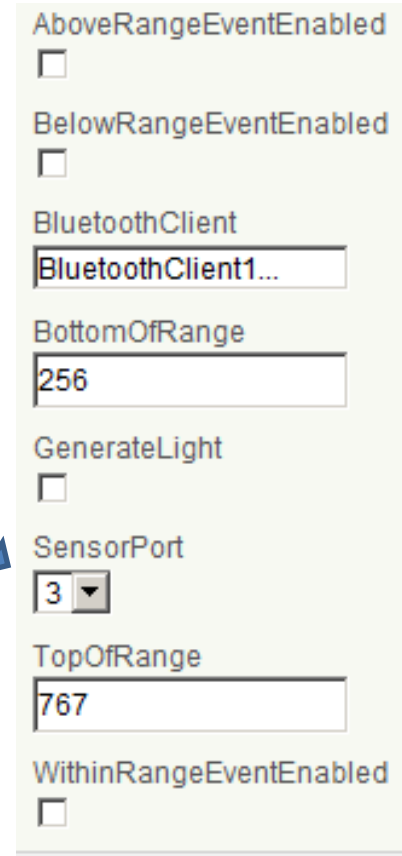 AboveRangeEventEnabled
BelowRangeEventEnabled
BluetoothClient
BluetoothClient1...
BottomOfRange
256
GenerateLight
SensorPort
3
TopOfRange
767
WithinRangeEventEnabled